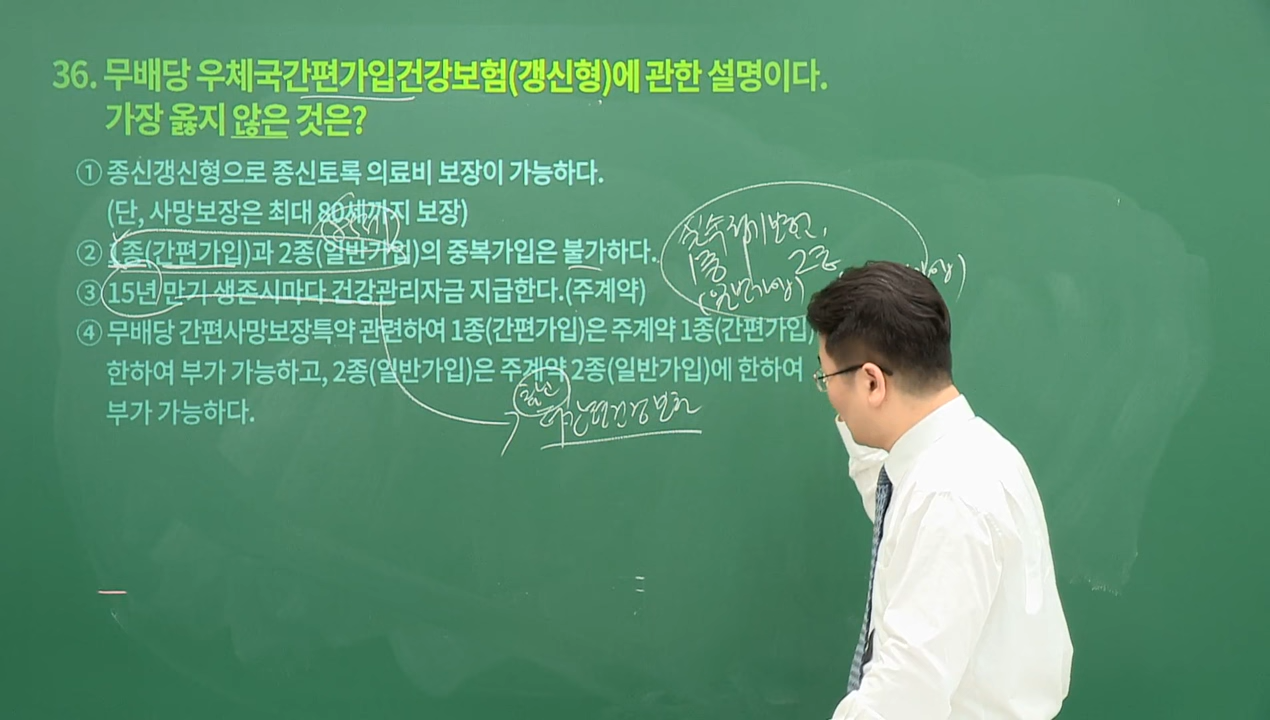 36. 무배당 우체국간편가입건강보험(갱신형)에 관한 설명이다.
가장 옳지 않은 것은?
① 종신갱신형으로 종신토록 의료비 보장이 가능하다.
(단, 사망보장은 최대 80세까지 보장)
② 1종(간편가입)과 2종(일반가입)의 중복가입은 불가하다.
③ 15년 만기 생존시마다 건강관리자금 지급한다.(주계약)
④ 무배당 간편사망보장특약 관련하여 1종(간편가입)은 주계약 1종(간편가입)
한하여 부가 가능하고, 2종(일반가입)은 주계약 2종(일반가입)에 한하여
부가 가능하다.
1종 2종